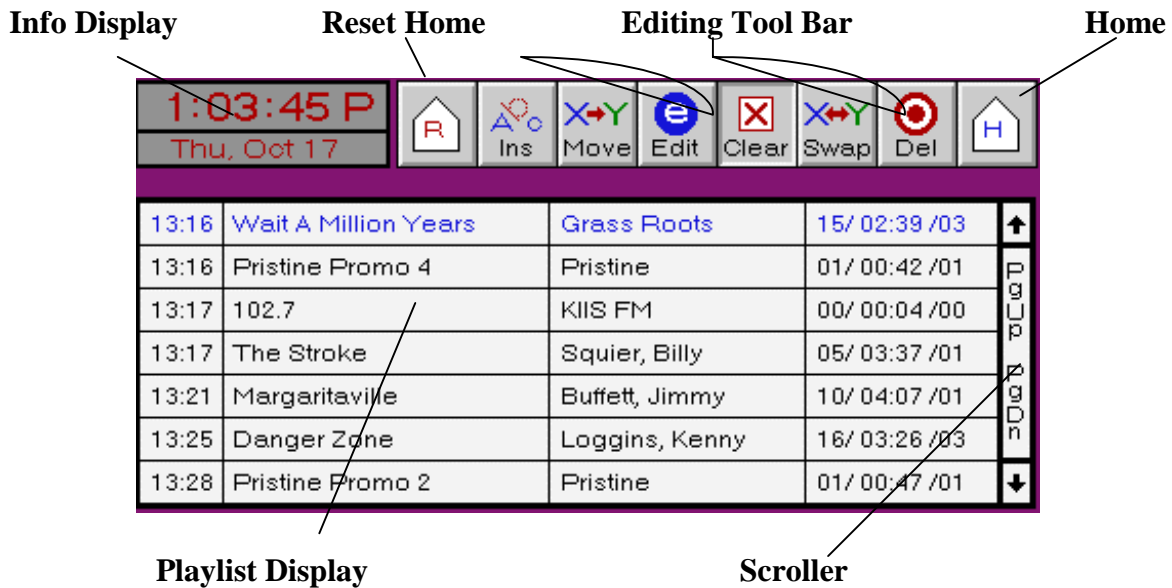 Info Display Reset Home Editing Tool Bar Home
1:03:45 P
Thu, Oct 17
R
Ins
X Y
Move
e
Edit
Clear
X Y
Swap
Del
H
13:16 Wait A Million Years Grass Roots 15/ 02:39 /03
13:16 Pristine Promo 4 Pristine 01/ 00:42 /01
13:17 102.7 KIIS FM 00/ 00:04 /00
13:17 The Stroke Squier, Billy 05/ 03:37 /01
13:21 Margaritaville Buffett, Jimmy 10/ 04:07 /01
13:25 Danger Zone Loggins, Kenny 16/ 03:26 /03
13:28 Pristine Promo 2 Pristine 01/ 00:47 /01
PgUp PgDn
Playlist Display Scroller